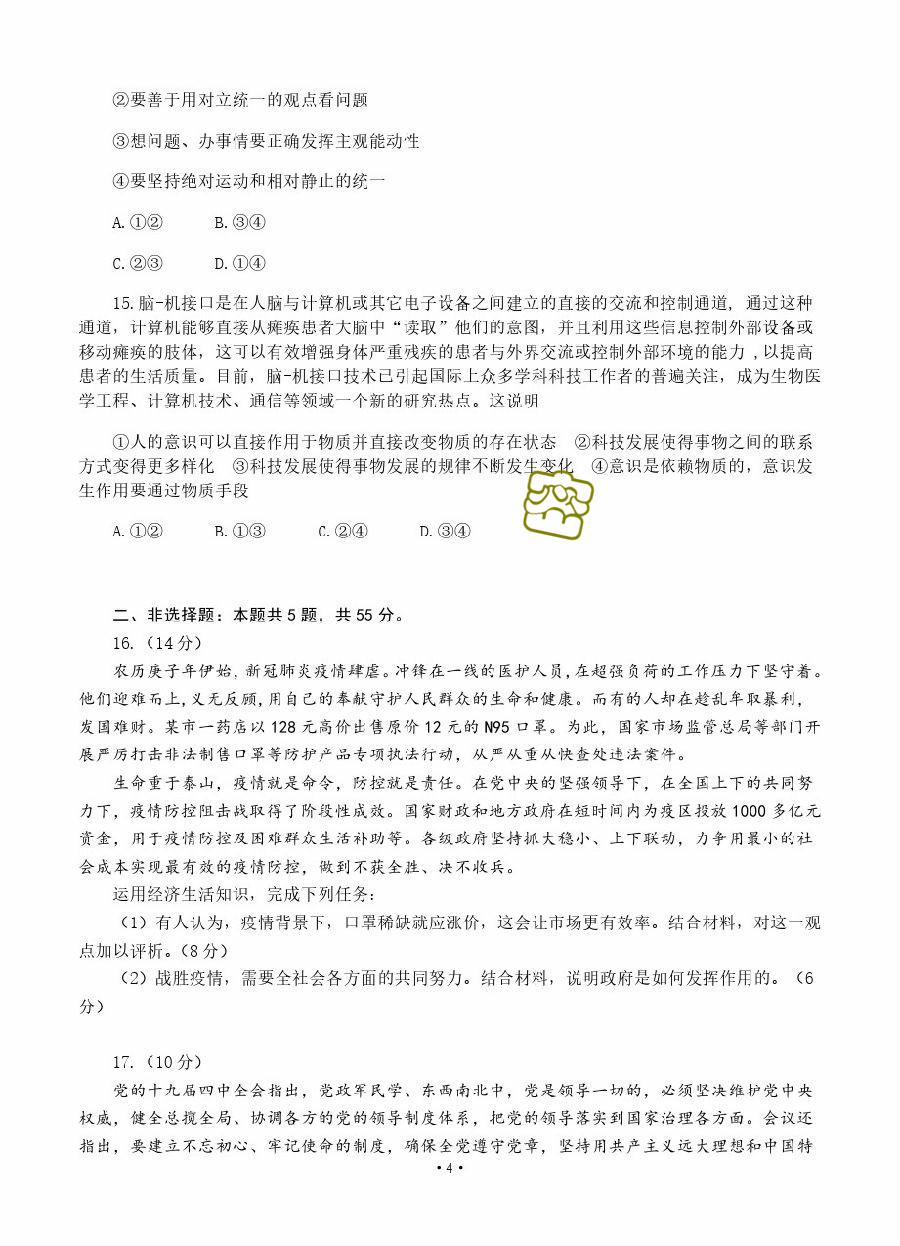 ②要善于用对立统一的观点看问题
③想问题、办事情要正确发挥主观能动性
④要坚持绝对运动和相对静止的统一
A.①② B.③④
C.②③ D.①④
15.脑-机接口是在人脑与计算机或其它电子设备之间建立的直接的交流和控制通道, 通过这种
通道, 计算机能够直接从瘫痪患者大脑中“读取”他们的意图, 并且利用这些信息控制外部设备或
移动瘫痪的肢体, 这可以有效增强身体严重残疾的患者与外界交流或控制外部环境的能力 ,以提高
患者的生活质量。目前, 脑-机接口技术已引起国际上众多学科科技工作者的普遍关注, 成为生物医
学工程、计算机技术、通信等领域一个新的研究热点。这说明
①人的意识可以直接作用于物质并直接改变物质的存在状态 ②科技发展使得事物之间的联系
方式变得更多样化 ③科技发展使得事物发展的规律不断发生变化 ④意识是依赖物质的, 意识发
生作用要通过物质手段
A.①② B.①③ C.②④ D.③④
二、非选择题：本题共 5 题，共 55 分。
16.（14 分）
农历庚子年伊始, 新冠肺炎疫情肆虐。冲锋在一线的医护人员,在超强负荷的工作压力下坚守着。
他们迎难而上,义无反顾,用自己的奉献守护人民群众的生命和健康。而有的人却在趁乱牟取暴利,
发国难财。某市一药店以 128 元高价出售原价 12 元的 N95 口罩。为此，国家市场监管总局等部门开
展严厉打击非法制售口罩等防护产品专项执法行动，从严从重从快查处违法案件。
生命重于泰山，疫情就是命令，防控就是责任。在党中央的坚强领导下，在全国上下的共同努
力下，疫情防控阻击战取得了阶段性成效。国家财政和地方政府在短时间内为疫区投放 1000 多亿元
资金，用于疫情防控及困难群众生活补助等。各级政府坚持抓大稳小、上下联动，力争用最小的社
会成本实现最有效的疫情防控，做到不获全胜、决不收兵。
运用经济生活知识，完成下列任务：
（1）有人认为，疫情背景下，口罩稀缺就应涨价，这会让市场更有效率。结合材料，对这一观
点加以评析。（8 分）
（2）战胜疫情，需要全社会各方面的共同努力。结合材料，说明政府是如何发挥作用的。（6
分）
17.（10 分）
党的十九届四中全会指出，党政军民学、东西南北中，党是领导一切的，必须坚决维护党中央
权威，健全总揽全局、协调各方的党的领导制度体系，把党的领导落实到国家治理各方面。会议还
指出，要建立不忘初心、牢记使命的制度，确保全党遵守党章，坚持用共产主义远大理想和中国特
·4·